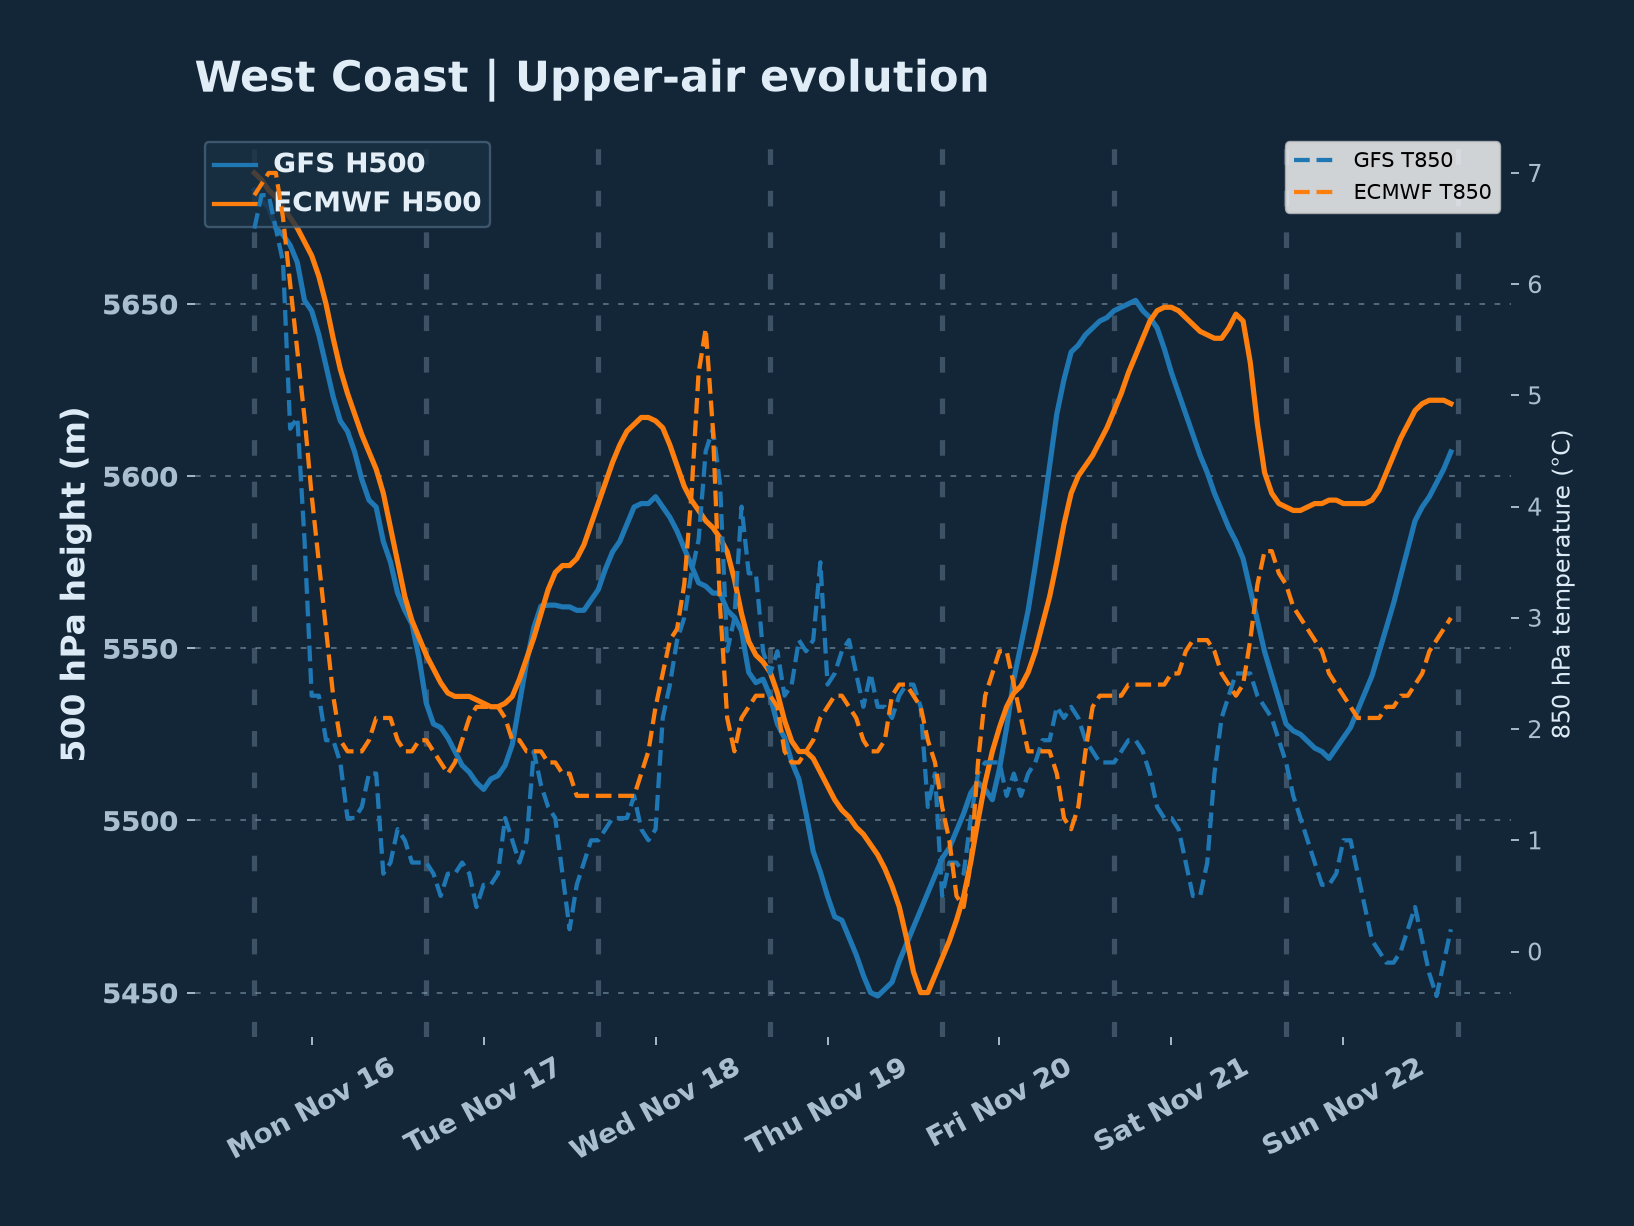 West Coast | Upper-air evolution
GFS H500
ECMWF H500
GFS T850
ECMWF T850
500 hPa height (m)
5650
5600
5550
5500
5450
7
6
5
4
3
2
1
0
850 hPa temperature (°C)
Mon Nov 16
Tue Nov 17
Wed Nov 18
Thu Nov 19
Fri Nov 20
Sat Nov 21
Sun Nov 22